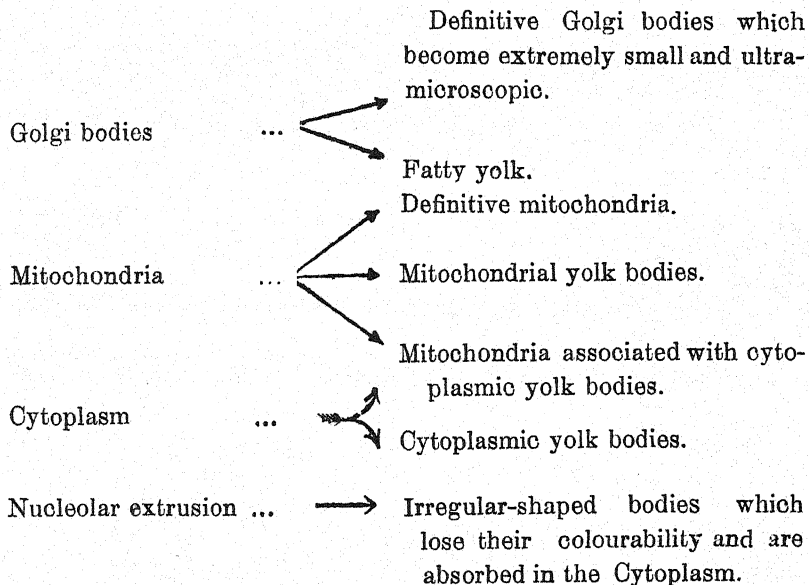 Definitive Golgi bodies which
become extremely small and ultra-
microscopic.
Golgi bodies ...
Fatty yolk.
Definitive mitochondria.
Mitochondria ...
Mitochondrial yolk bodies.
Mitochondria associated with cyto-
plasmic yolk bodies.
Cytoplasm ...
Cytoplasmic yolk bodies.
Nucleolar extrusion ...
Irregular-shaped bodies which
lose their colourability and are
absorbed in the Cytoplasm.